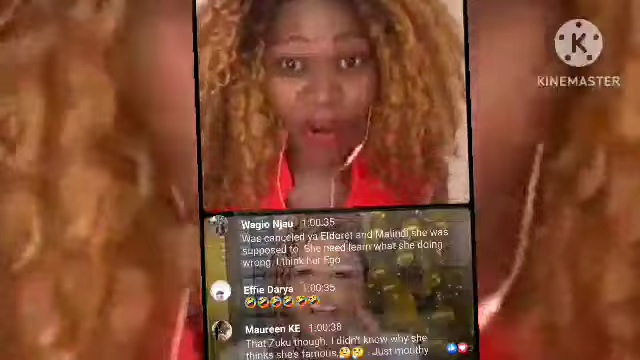 K
KINEMASTER
Wagio Njau 1:00:35
Was canceled ya Eldoret and Malindi,she was
supposed to. She need learn what she doing
wrong. I think her Ego
Effie Darya 1:00:35
🤣🤣🤣🤣🤣🤣
Maureen KE 1:00:38
That Zuku though. I didn't know why she
thinks she's famous,🤔🤔. Just mouthy